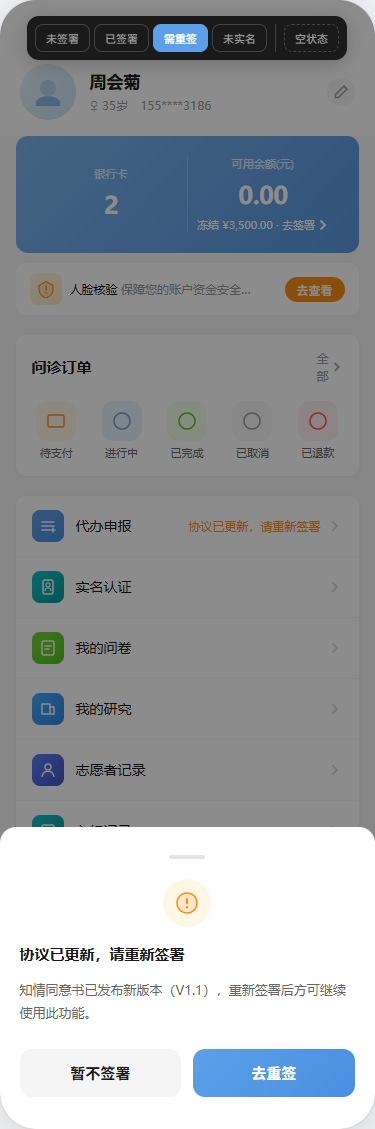 未签署 已签署 需重签 未实名 空状态
周会菊
♀ 35岁 155****3186
银行卡
2
可用余额(元)
0.00
冻结 ¥3,500.00 · 去签署
人脸核验 保障您的账户资金安全...
去查看
问诊订单
全部
待支付 进行中 已完成 已取消 已退款
代办申报 协议已更新，请重新签署
实名认证
我的问卷
我的研究
志愿者记录
协议已更新，请重新签署
知情同意书已发布新版本（V1.1），重新签署后方可继续
使用此功能。
暂不签署 去重签